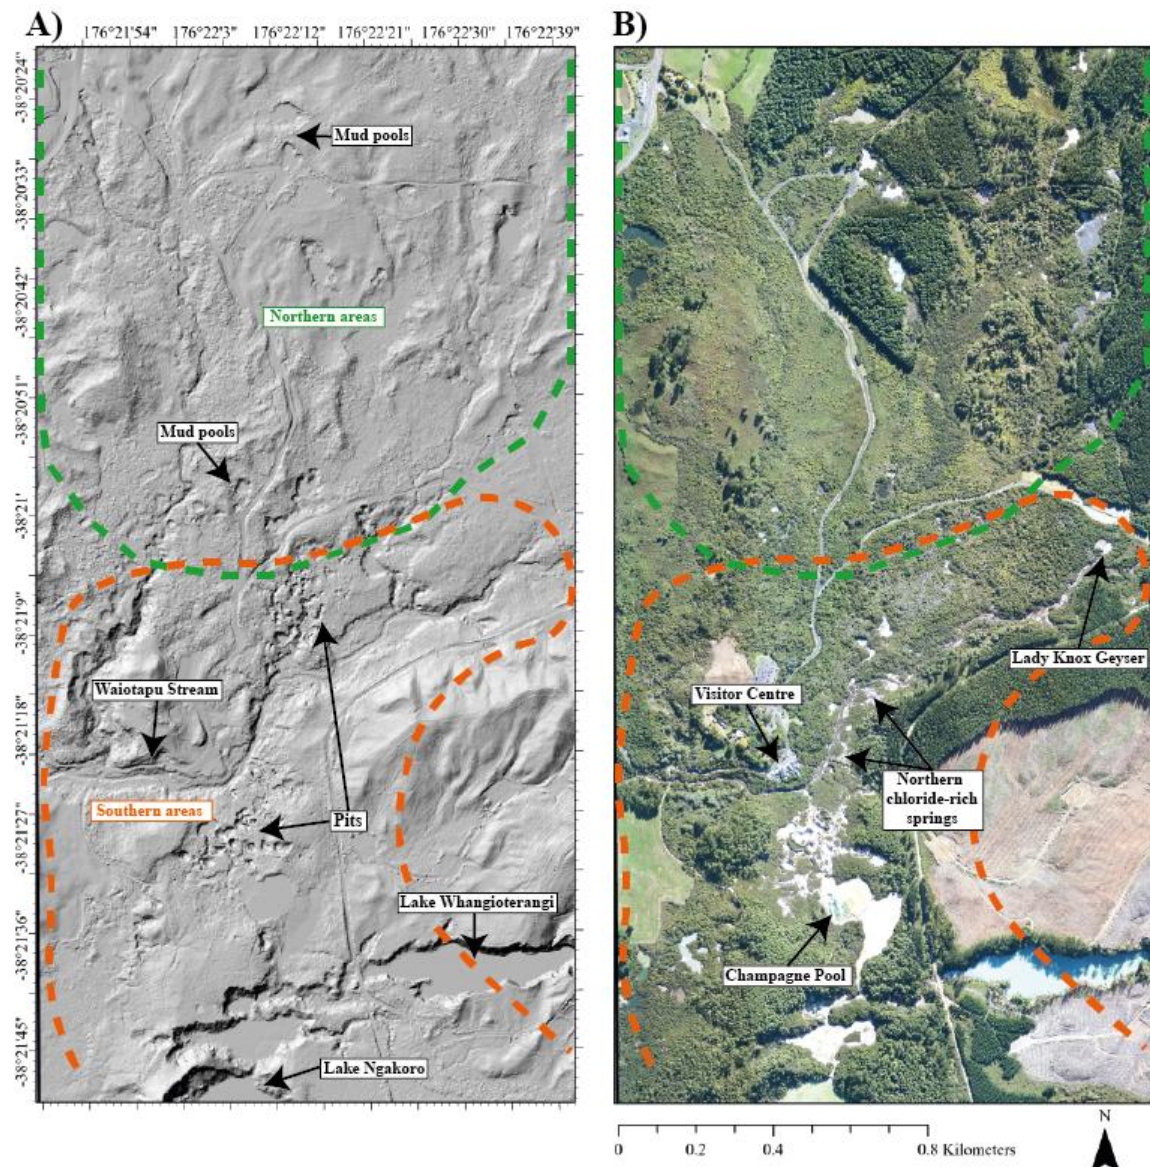 A)
B)
176°21'54" 176°22'3" 176°22'12" 176°22'21" 176°22'30" 176°22'39"
-38°20'24"
-38°20'33"
-38°20'42"
-38°20'51"
-38°21'
-38°21'9"
-38°21'18"
-38°21'27"
-38°21'36"
-38°21'45"
Mud pools
Northern areas
Mud pools
Waiotapu Stream
Southern areas
Pits
Lake Whangioterangi
Lake Ngakoro
Lady Knox Geyser
Visitor Centre
Northern
chloride-rich
springs
Champagne Pool
0 0.2 0.4 0.8 Kilometers
N